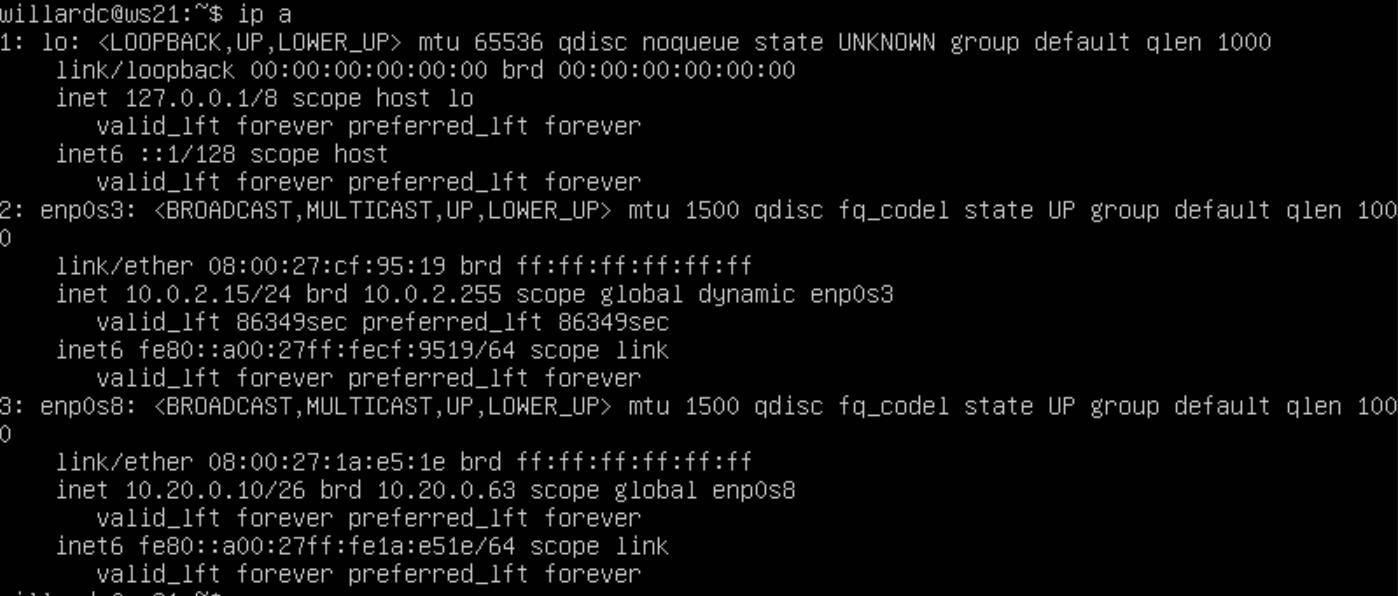 willardc@ws21:~$ ip a
1: lo: <LOOPBACK,UP,LOWER_UP> mtu 65536 qdisc noqueue state UNKNOWN group default qlen 1000
    link/loopback 00:00:00:00:00:00 brd 00:00:00:00:00:00
    inet 127.0.0.1/8 scope host lo
       valid_lft forever preferred_lft forever
    inet6 ::1/128 scope host
       valid_lft forever preferred_lft forever
2: enp0s3: <BROADCAST,MULTICAST,UP,LOWER_UP> mtu 1500 qdisc fq_codel state UP group default qlen 100
0
    link/ether 08:00:27:cf:95:19 brd ff:ff:ff:ff:ff:ff
    inet 10.0.2.15/24 brd 10.0.2.255 scope global dynamic enp0s3
       valid_lft 86349sec preferred_lft 86349sec
    inet6 fe80::a00:27ff:fecf:9519/64 scope link
       valid_lft forever preferred_lft forever
3: enp0s8: <BROADCAST,MULTICAST,UP,LOWER_UP> mtu 1500 qdisc fq_codel state UP group default qlen 100
0
    link/ether 08:00:27:1a:e5:1e brd ff:ff:ff:ff:ff:ff
    inet 10.20.0.10/26 brd 10.20.0.63 scope global enp0s8
       valid_lft forever preferred_lft forever
    inet6 fe80::a00:27ff:fe1a:e51e/64 scope link
       valid_lft forever preferred_lft forever